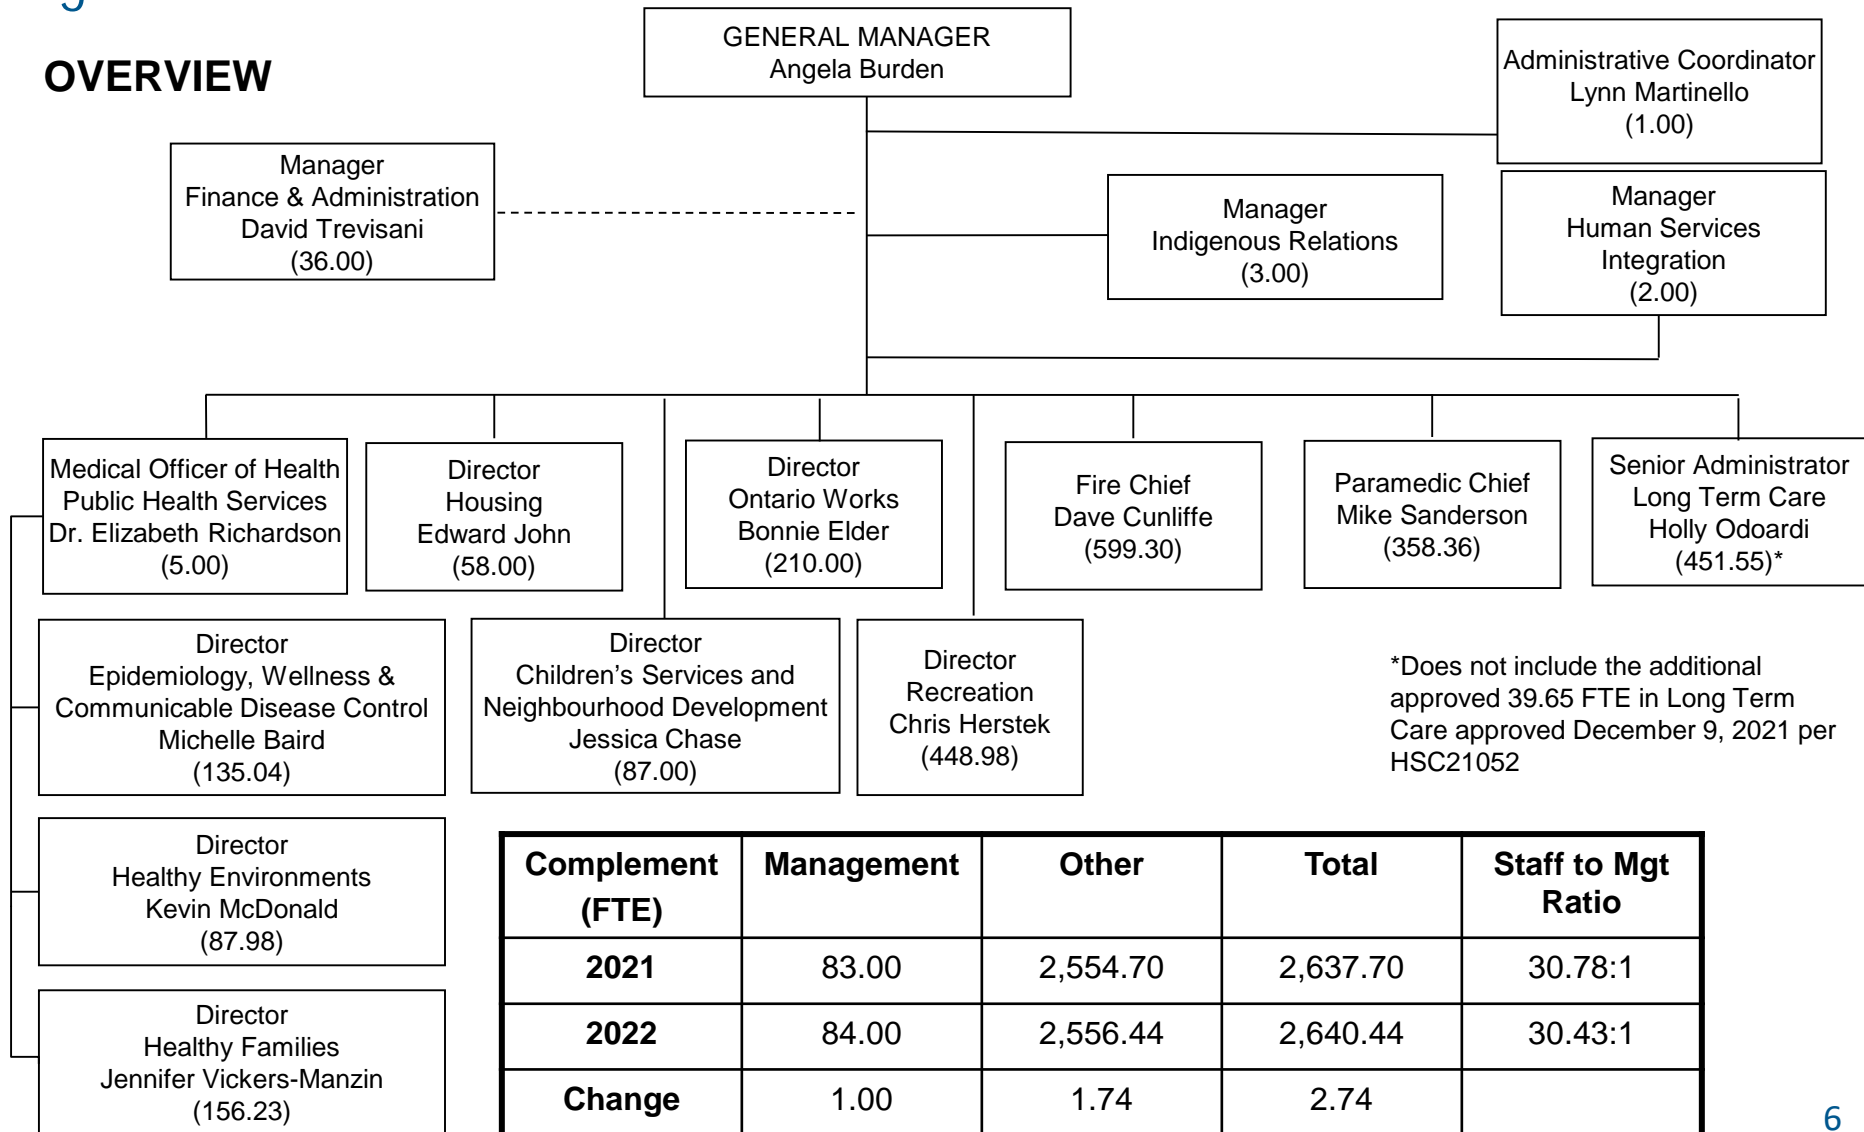 OVERVIEW
GENERAL MANAGER
Angela Burden
Administrative Coordinator
Lynn Martinello
(1.00)
Manager
Finance & Administration
David Trevisani
(36.00)
Manager
Indigenous Relations
(3.00)
Manager
Human Services
Integration
(2.00)
Medical Officer of Health
Public Health Services
Dr. Elizabeth Richardson
(5.00)
Director
Housing
Edward John
(58.00)
Director
Ontario Works
Bonnie Elder
(210.00)
Fire Chief
Dave Cunliffe
(599.30)
Paramedic Chief
Mike Sanderson
(358.36)
Senior Administrator
Long Term Care
Holly Odoardi
(451.55)*
Director
Epidemiology, Wellness &
Communicable Disease Control
Michelle Baird
(135.04)
Director
Children's Services and
Neighbourhood Development
Jessica Chase
(87.00)
Director
Recreation
Chris Herstek
(448.98)
*Does not include the additional
approved 39.65 FTE in Long Term
Care approved December 9, 2021 per
HSC21052
Director
Healthy Environments
Kevin McDonald
(87.98)
Director
Healthy Families
Jennifer Vickers-Manzin
(156.23)
Complement (FTE) Management Other Total Staff to Mgt Ratio
2021 83.00 2,554.70 2,637.70 30.78:1
2022 84.00 2,556.44 2,640.44 30.43:1
Change 1.00 1.74 2.74
6